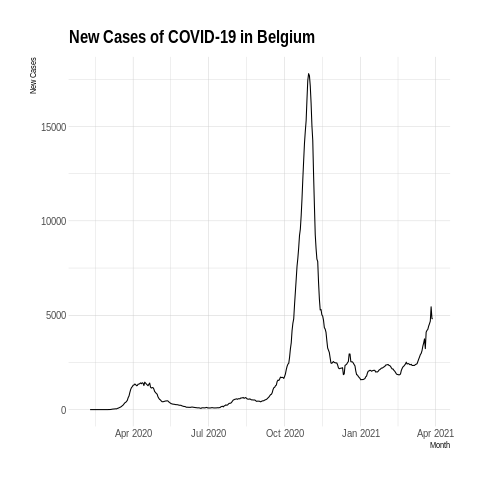 New Cases of COVID-19 in Belgium
New Cases
15000
10000
5000
0
Apr 2020 Jul 2020 Oct 2020 Jan 2021 Apr 2021
Month